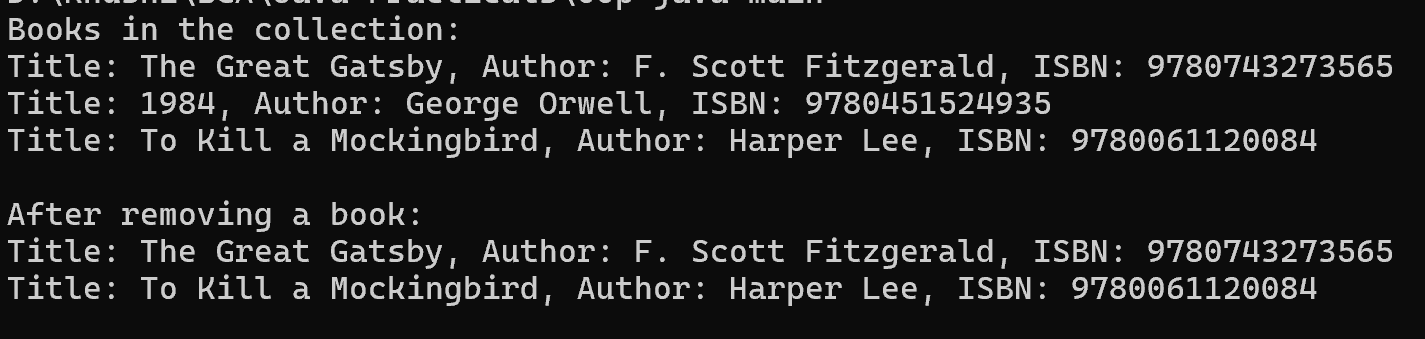 Books in the collection:
Title: The Great Gatsby, Author: F. Scott Fitzgerald, ISBN: 9780743273565
Title: 1984, Author: George Orwell, ISBN: 9780451524935
Title: To Kill a Mockingbird, Author: Harper Lee, ISBN: 9780061120084
After removing a book:
Title: The Great Gatsby, Author: F. Scott Fitzgerald, ISBN: 9780743273565
Title: To Kill a Mockingbird, Author: Harper Lee, ISBN: 9780061120084